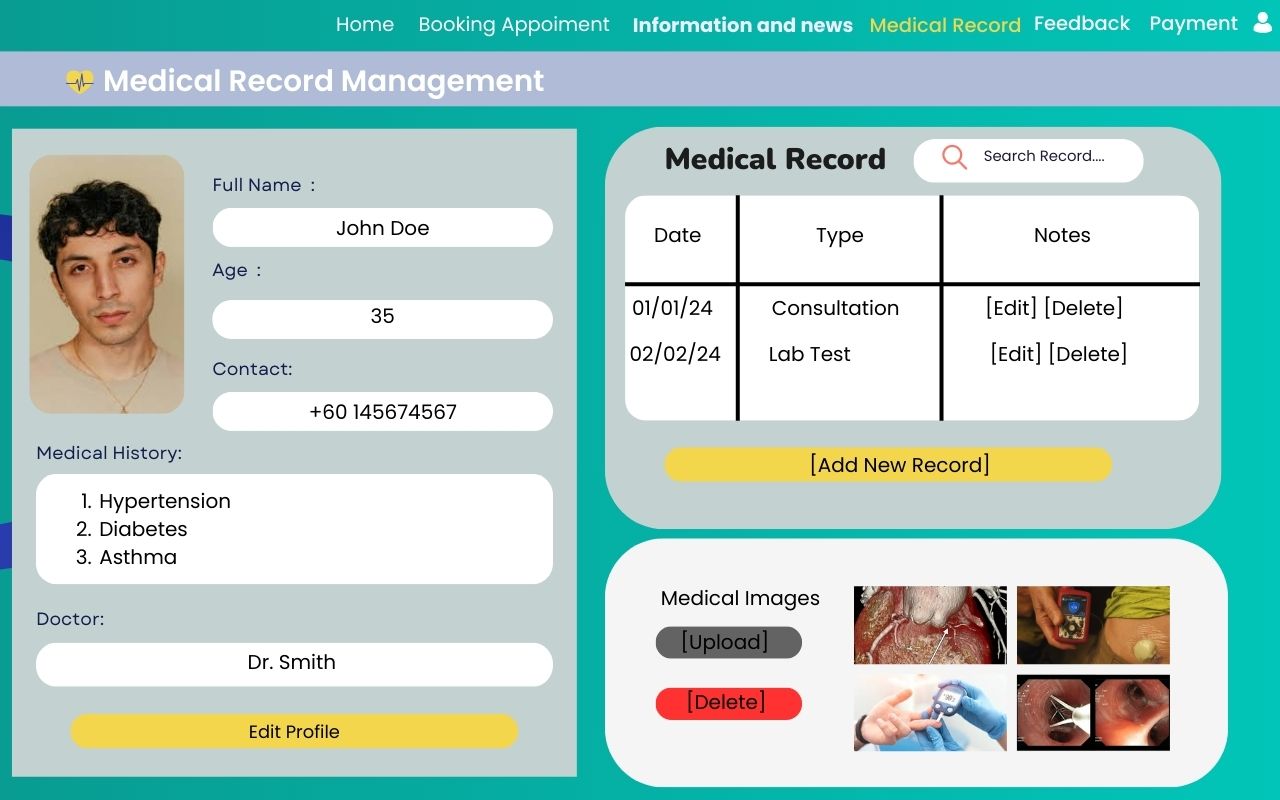 Home Booking Appoiment Information and news Medical Record Feedback Payment
Medical Record Management
Full Name :
John Doe
Age :
35
Contact:
+60 145674567
Medical History:
1. Hypertension
2. Diabetes
3. Asthma
Doctor:
Dr. Smith
Edit Profile
Medical Record
Search Record....
Date Type Notes
01/01/24 Consultation [Edit] [Delete]
02/02/24 Lab Test [Edit] [Delete]
[Add New Record]
Medical Images
[Upload]
[Delete]